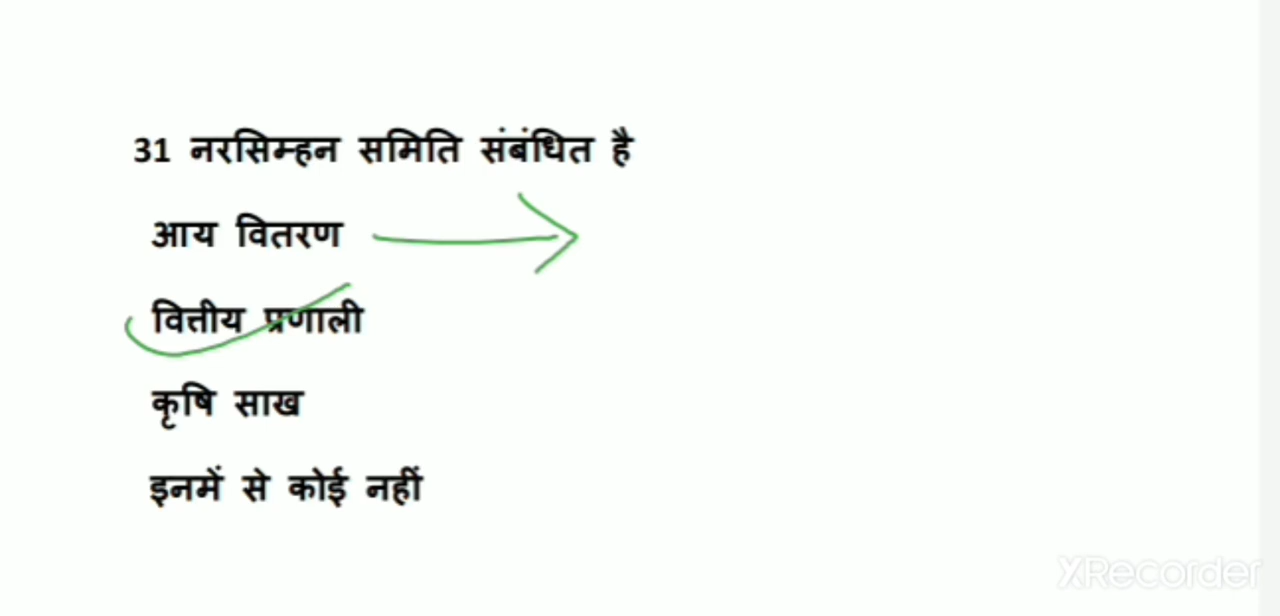 31 नरसिम्हन समिति संबंधित है
आय वितरण
वित्तीय प्रणाली
कृषि साख
इनमें से कोई नहीं
XRecorder